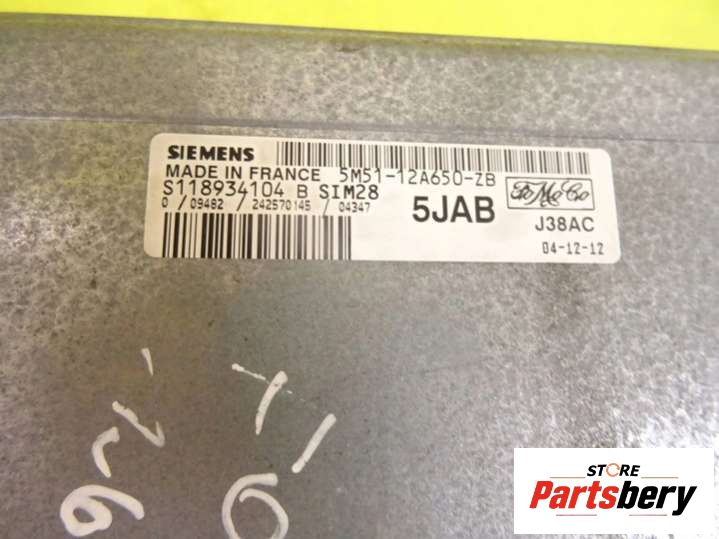 SIEMENS
MADE IN FRANCE 5M51-12A650-ZB
S118934104 B SIM28
0 / 09482 / 242570145 / 04347
5JAB
FoMoCo
J38AC
04-12-12
STORE
Partsbery